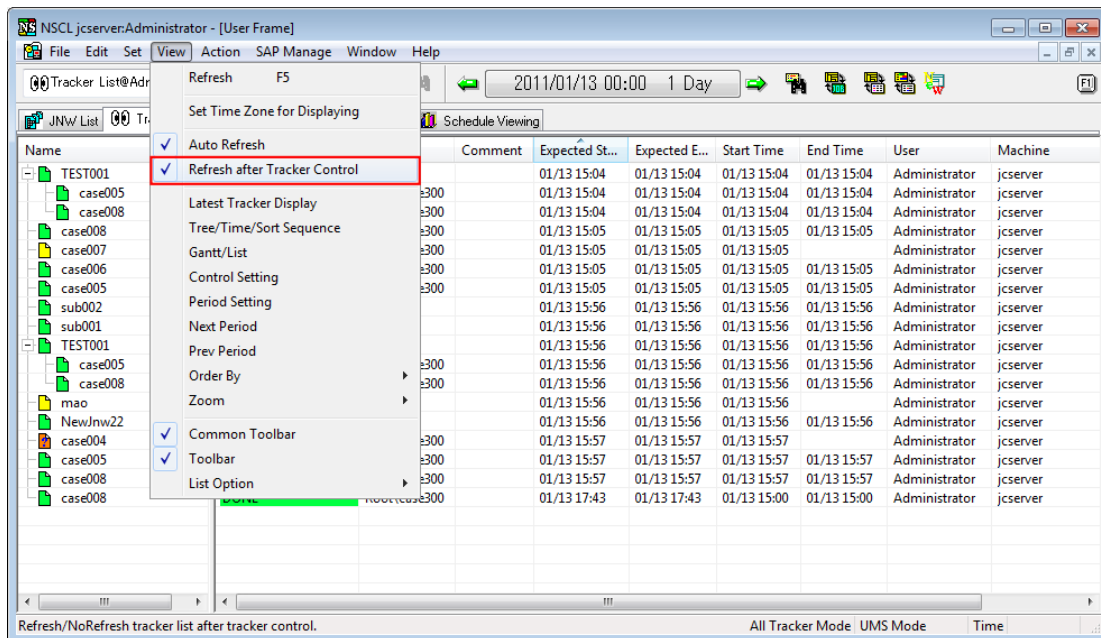 NSCL jcserver:Administrator - [User Frame]
File Edit Set View Action SAP Manage Window Help
Tracker List@Adr 2011/01/13 00:00 1 Day F1
JNW List Tr Schedule Viewing
Refresh F5
Set Time Zone for Displaying
Auto Refresh
Refresh after Tracker Control
Latest Tracker Display
Tree/Time/Sort Sequence
Gantt/List
Control Setting
Period Setting
Next Period
Prev Period
Order By
Zoom
Common Toolbar
Toolbar
List Option
Name Comment Expected St... Expected E... Start Time End Time User Machine
TEST001 01/13 15:04 01/13 15:04 01/13 15:04 01/13 15:04 Administrator jcserver
case005 e300 01/13 15:04 01/13 15:04 01/13 15:04 01/13 15:04 Administrator jcserver
case008 e300 01/13 15:04 01/13 15:04 01/13 15:04 01/13 15:04 Administrator jcserver
case008 e300 01/13 15:05 01/13 15:05 01/13 15:05 01/13 15:05 Administrator jcserver
case007 e300 01/13 15:05 01/13 15:05 01/13 15:05 Administrator jcserver
case006 e300 01/13 15:05 01/13 15:05 01/13 15:05 01/13 15:05 Administrator jcserver
case005 e300 01/13 15:05 01/13 15:05 01/13 15:05 01/13 15:05 Administrator jcserver
sub002 01/13 15:56 01/13 15:56 01/13 15:56 01/13 15:56 Administrator jcserver
sub001 01/13 15:56 01/13 15:56 01/13 15:56 01/13 15:56 Administrator jcserver
TEST001 01/13 15:56 01/13 15:56 01/13 15:56 01/13 15:56 Administrator jcserver
case005 e300 01/13 15:56 01/13 15:56 01/13 15:56 01/13 15:56 Administrator jcserver
case008 e300 01/13 15:56 01/13 15:56 01/13 15:56 01/13 15:56 Administrator jcserver
mao 01/13 15:56 01/13 15:56 01/13 15:56 Administrator jcserver
NewJnw22 01/13 15:56 01/13 15:56 01/13 15:56 01/13 15:56 Administrator jcserver
case004 e300 01/13 15:57 01/13 15:57 01/13 15:57 Administrator jcserver
case005 e300 01/13 15:57 01/13 15:57 01/13 15:57 01/13 15:57 Administrator jcserver
case008 e300 01/13 15:57 01/13 15:57 01/13 15:57 01/13 15:57 Administrator jcserver
case008 DONE ROOT\case300 01/13 17:43 01/13 17:43 01/13 15:00 01/13 15:00 Administrator jcserver
Refresh/NoRefresh tracker list after tracker control. All Tracker Mode UMS Mode Time